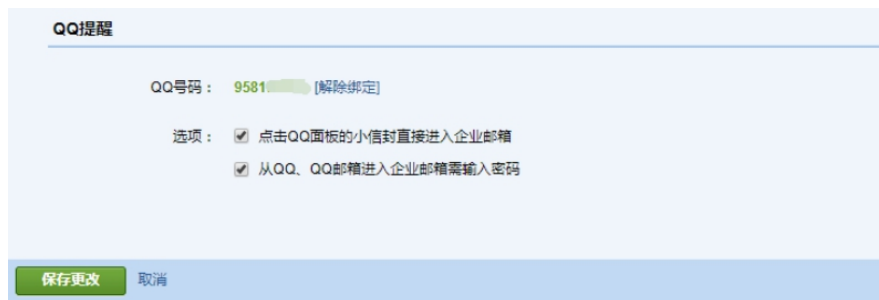 QQ提醒
QQ号码： 9581 [解除绑定]
选项： 点击QQ面板的小信封直接进入企业邮箱
从QQ、QQ邮箱进入企业邮箱需输入密码
保存更改 取消